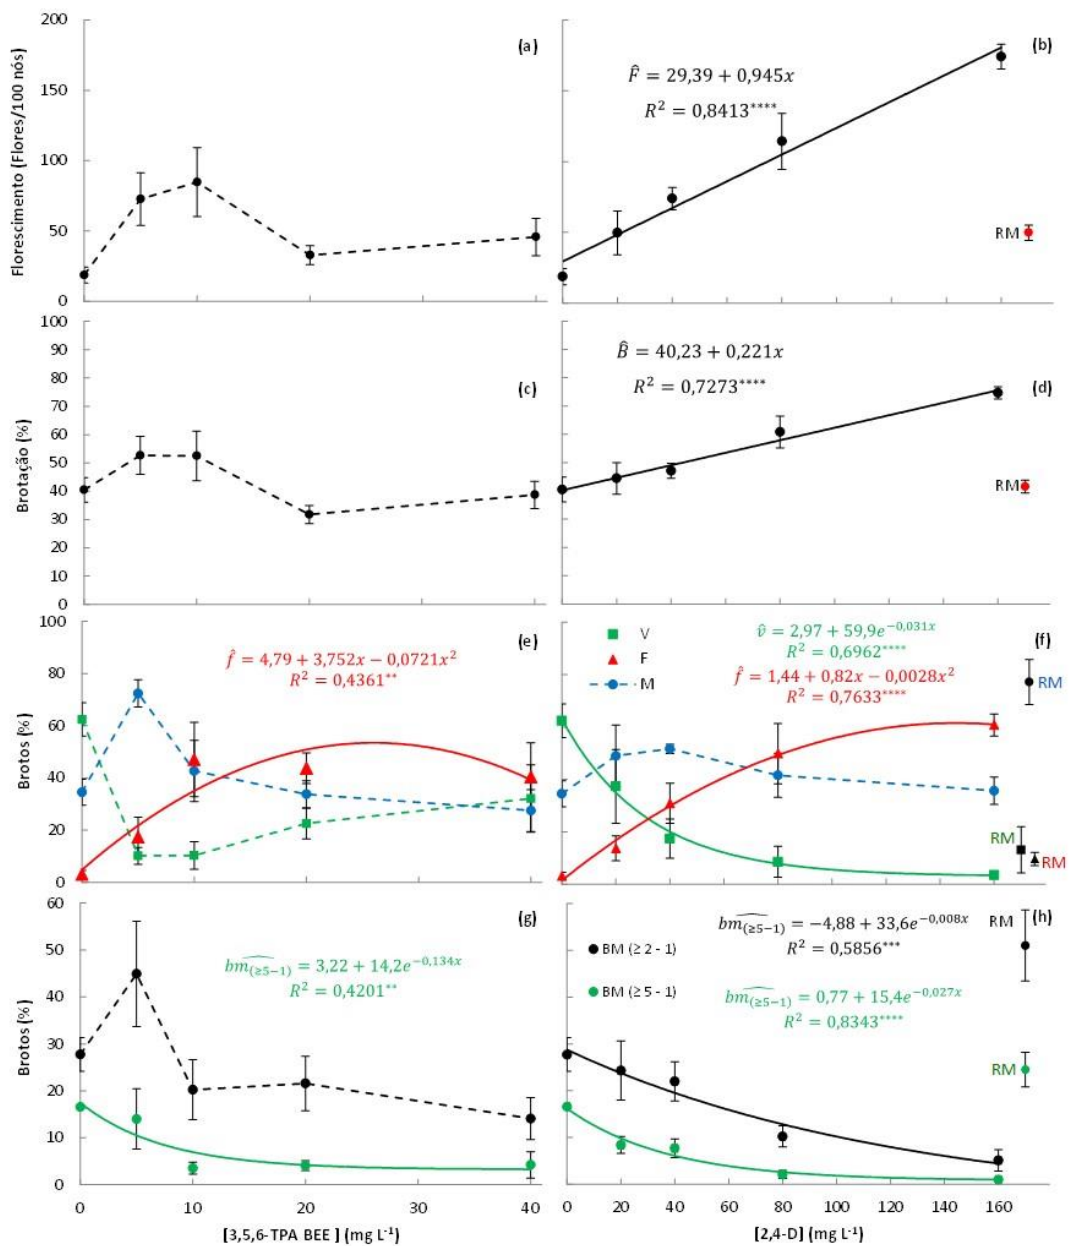 Florescimento (Flores/100 nós)
200
150
100
50
0
(a)
(b)
F̂ = 29,39 + 0,945x
R² = 0,8413****
RM
Brotação (%)
100
90
80
70
60
50
40
30
20
10
0
(c)
(d)
B̂ = 40,23 + 0,221x
R² = 0,7273****
RM
Brotos (%)
100
80
60
40
20
0
(e)
f̂ = 4,79 + 3,752x − 0,0721x²
R² = 0,4361**
V
F
M
(f)
v̂ = 2,97 + 59,9e^−0,031x
R² = 0,6962****
f̂ = 1,44 + 0,82x − 0,0028x²
R² = 0,7633****
RM
RM
RM
Brotos (%)
60
50
40
30
20
10
0
(g)
bm̂(≥5−1) = 3,22 + 14,2e^−0,134x
R² = 0,4201**
BM (≥ 2 - 1)
BM (≥ 5 - 1)
(h)
bm̂(≥5−1) = −4,88 + 33,6e^−0,008x
R² = 0,5856***
bm̂(≥5−1) = 0,77 + 15,4e^−0,027x
R² = 0,8343****
RM
RM
0 10 20 30 40
0 20 40 60 80 100 120 140 160
[3,5,6-TPA BEE ] (mg L⁻¹)
[2,4-D] (mg L⁻¹)